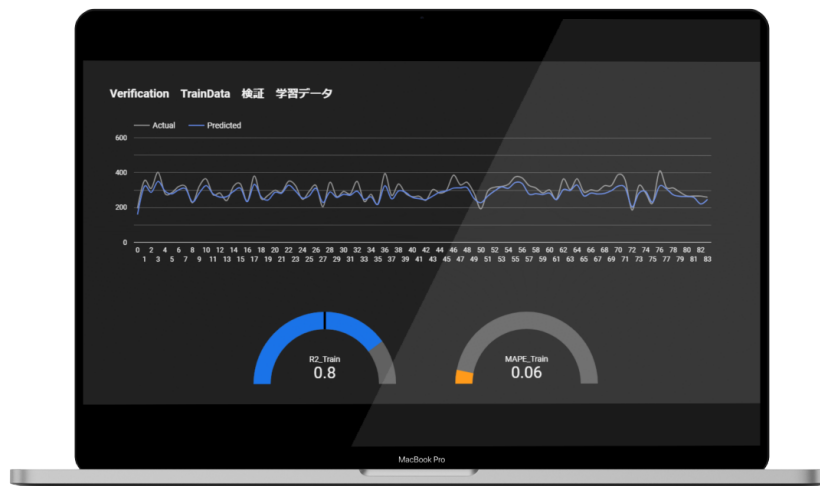 Verification TrainData 検証 学習データ
Actual Predicted
600
400
200
0
0 2 4 6 8 10 12 14 16 18 20 22 24 26 28 30 32 34 36 38 40 42 44 46 48 50 52 54 56 58 60 62 64 66 68 70 72 74 76 78 80 82
1 3 5 7 9 11 13 15 17 19 21 23 25 27 29 31 33 35 37 39 41 43 45 47 49 51 53 55 57 59 61 63 65 67 69 71 73 75 77 79 81 83
R2_Train
0.8
MAPE_Train
0.06
MacBook Pro